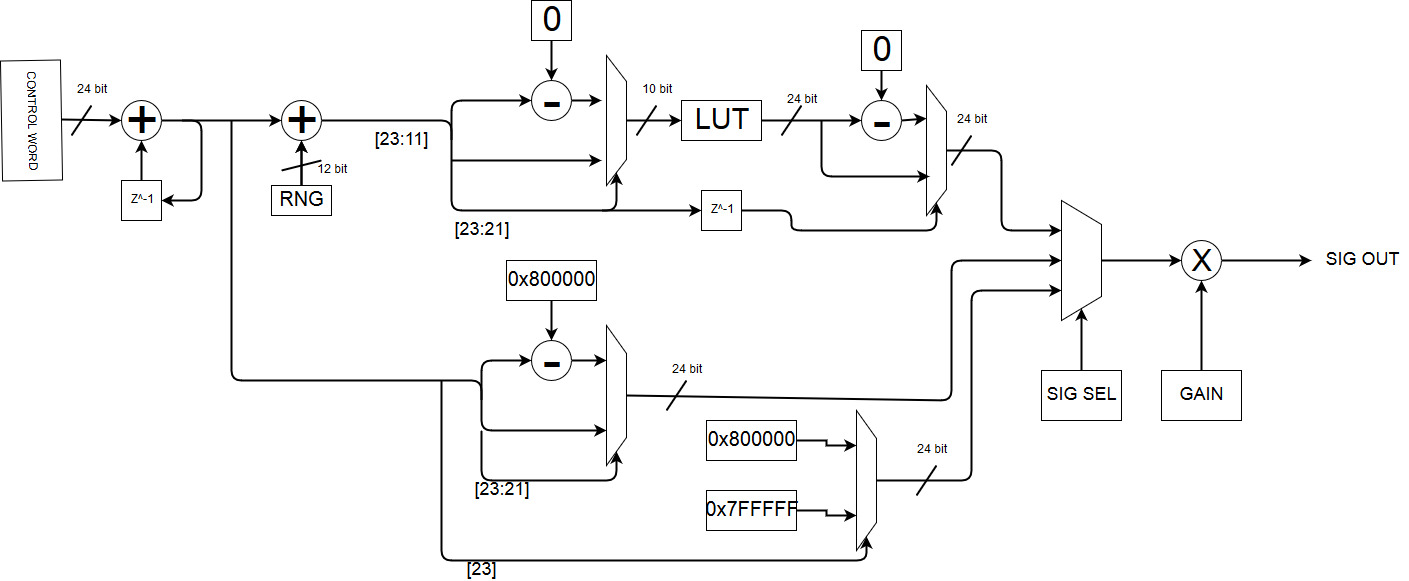 0
0
CONTROL WORD
24 bit
+
+
[23:11]
-
10 bit
LUT
24 bit
-
24 bit
12 bit
Z^-1
RNG
Z^-1
[23:21]
0x800000
X
SIG OUT
-
24 bit
SIG SEL
GAIN
0x800000
24 bit
[23:21]
0x7FFFFF
[23]